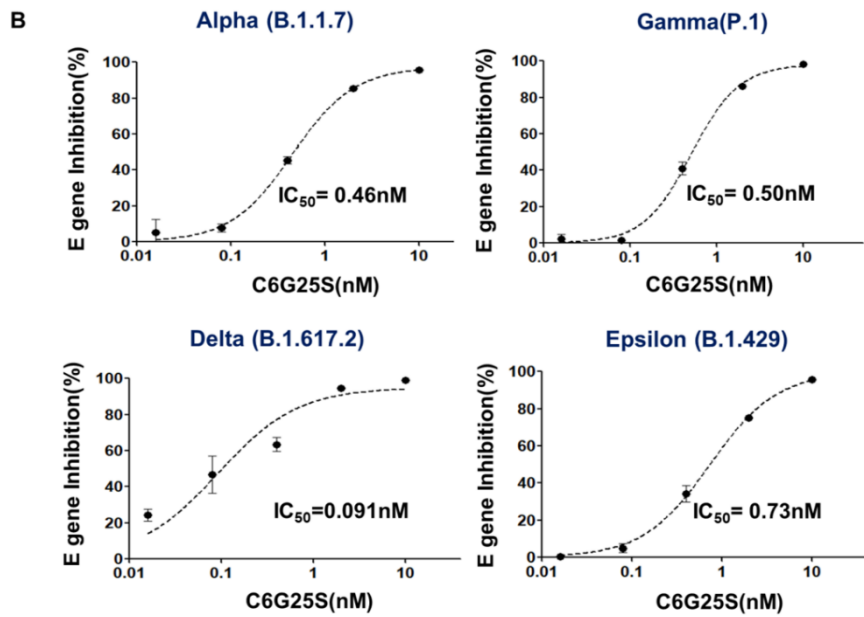 B
Alpha (B.1.1.7)
E gene Inhibition(%)
100
80
60
40
20
0
IC50= 0.46nM
0.01
0.1
1
10
C6G25S(nM)
Gamma(P.1)
E gene Inhibition(%)
100
80
60
40
20
0
IC50= 0.50nM
0.01
0.1
1
10
C6G25S(nM)
Delta (B.1.617.2)
E gene Inhibition(%)
100
80
60
40
20
0
IC50=0.091nM
0.01
0.1
1
10
C6G25S(nM)
Epsilon (B.1.429)
E gene Inhibition(%)
100
80
60
40
20
0
IC50= 0.73nM
0.01
0.1
1
10
C6G25S(nM)